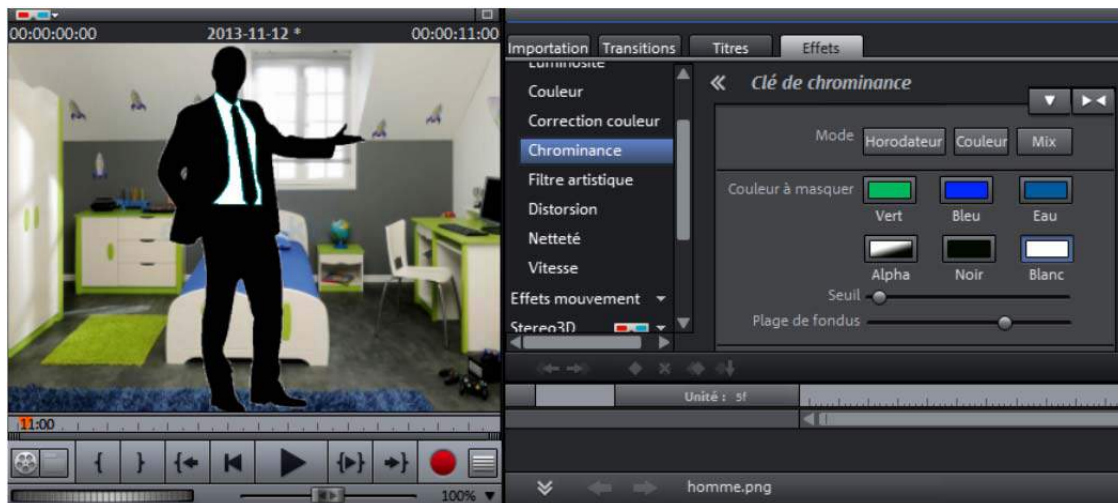 00:00:00:00 2013-11-12 * 00:00:11:00
Importation Transitions Titres Effets
Luminosité
Couleur
Correction couleur
Chrominance
Filtre artistique
Distorsion
Netteté
Vitesse
Effets mouvement
Stereo3D
Clé de chrominance
Mode Horodateur Couleur Mix
Couleur à masquer
Vert Bleu Eau
Alpha Noir Blanc
Seuil
Plage de fondus
Unité : 5f
11:00
100%
homme.png